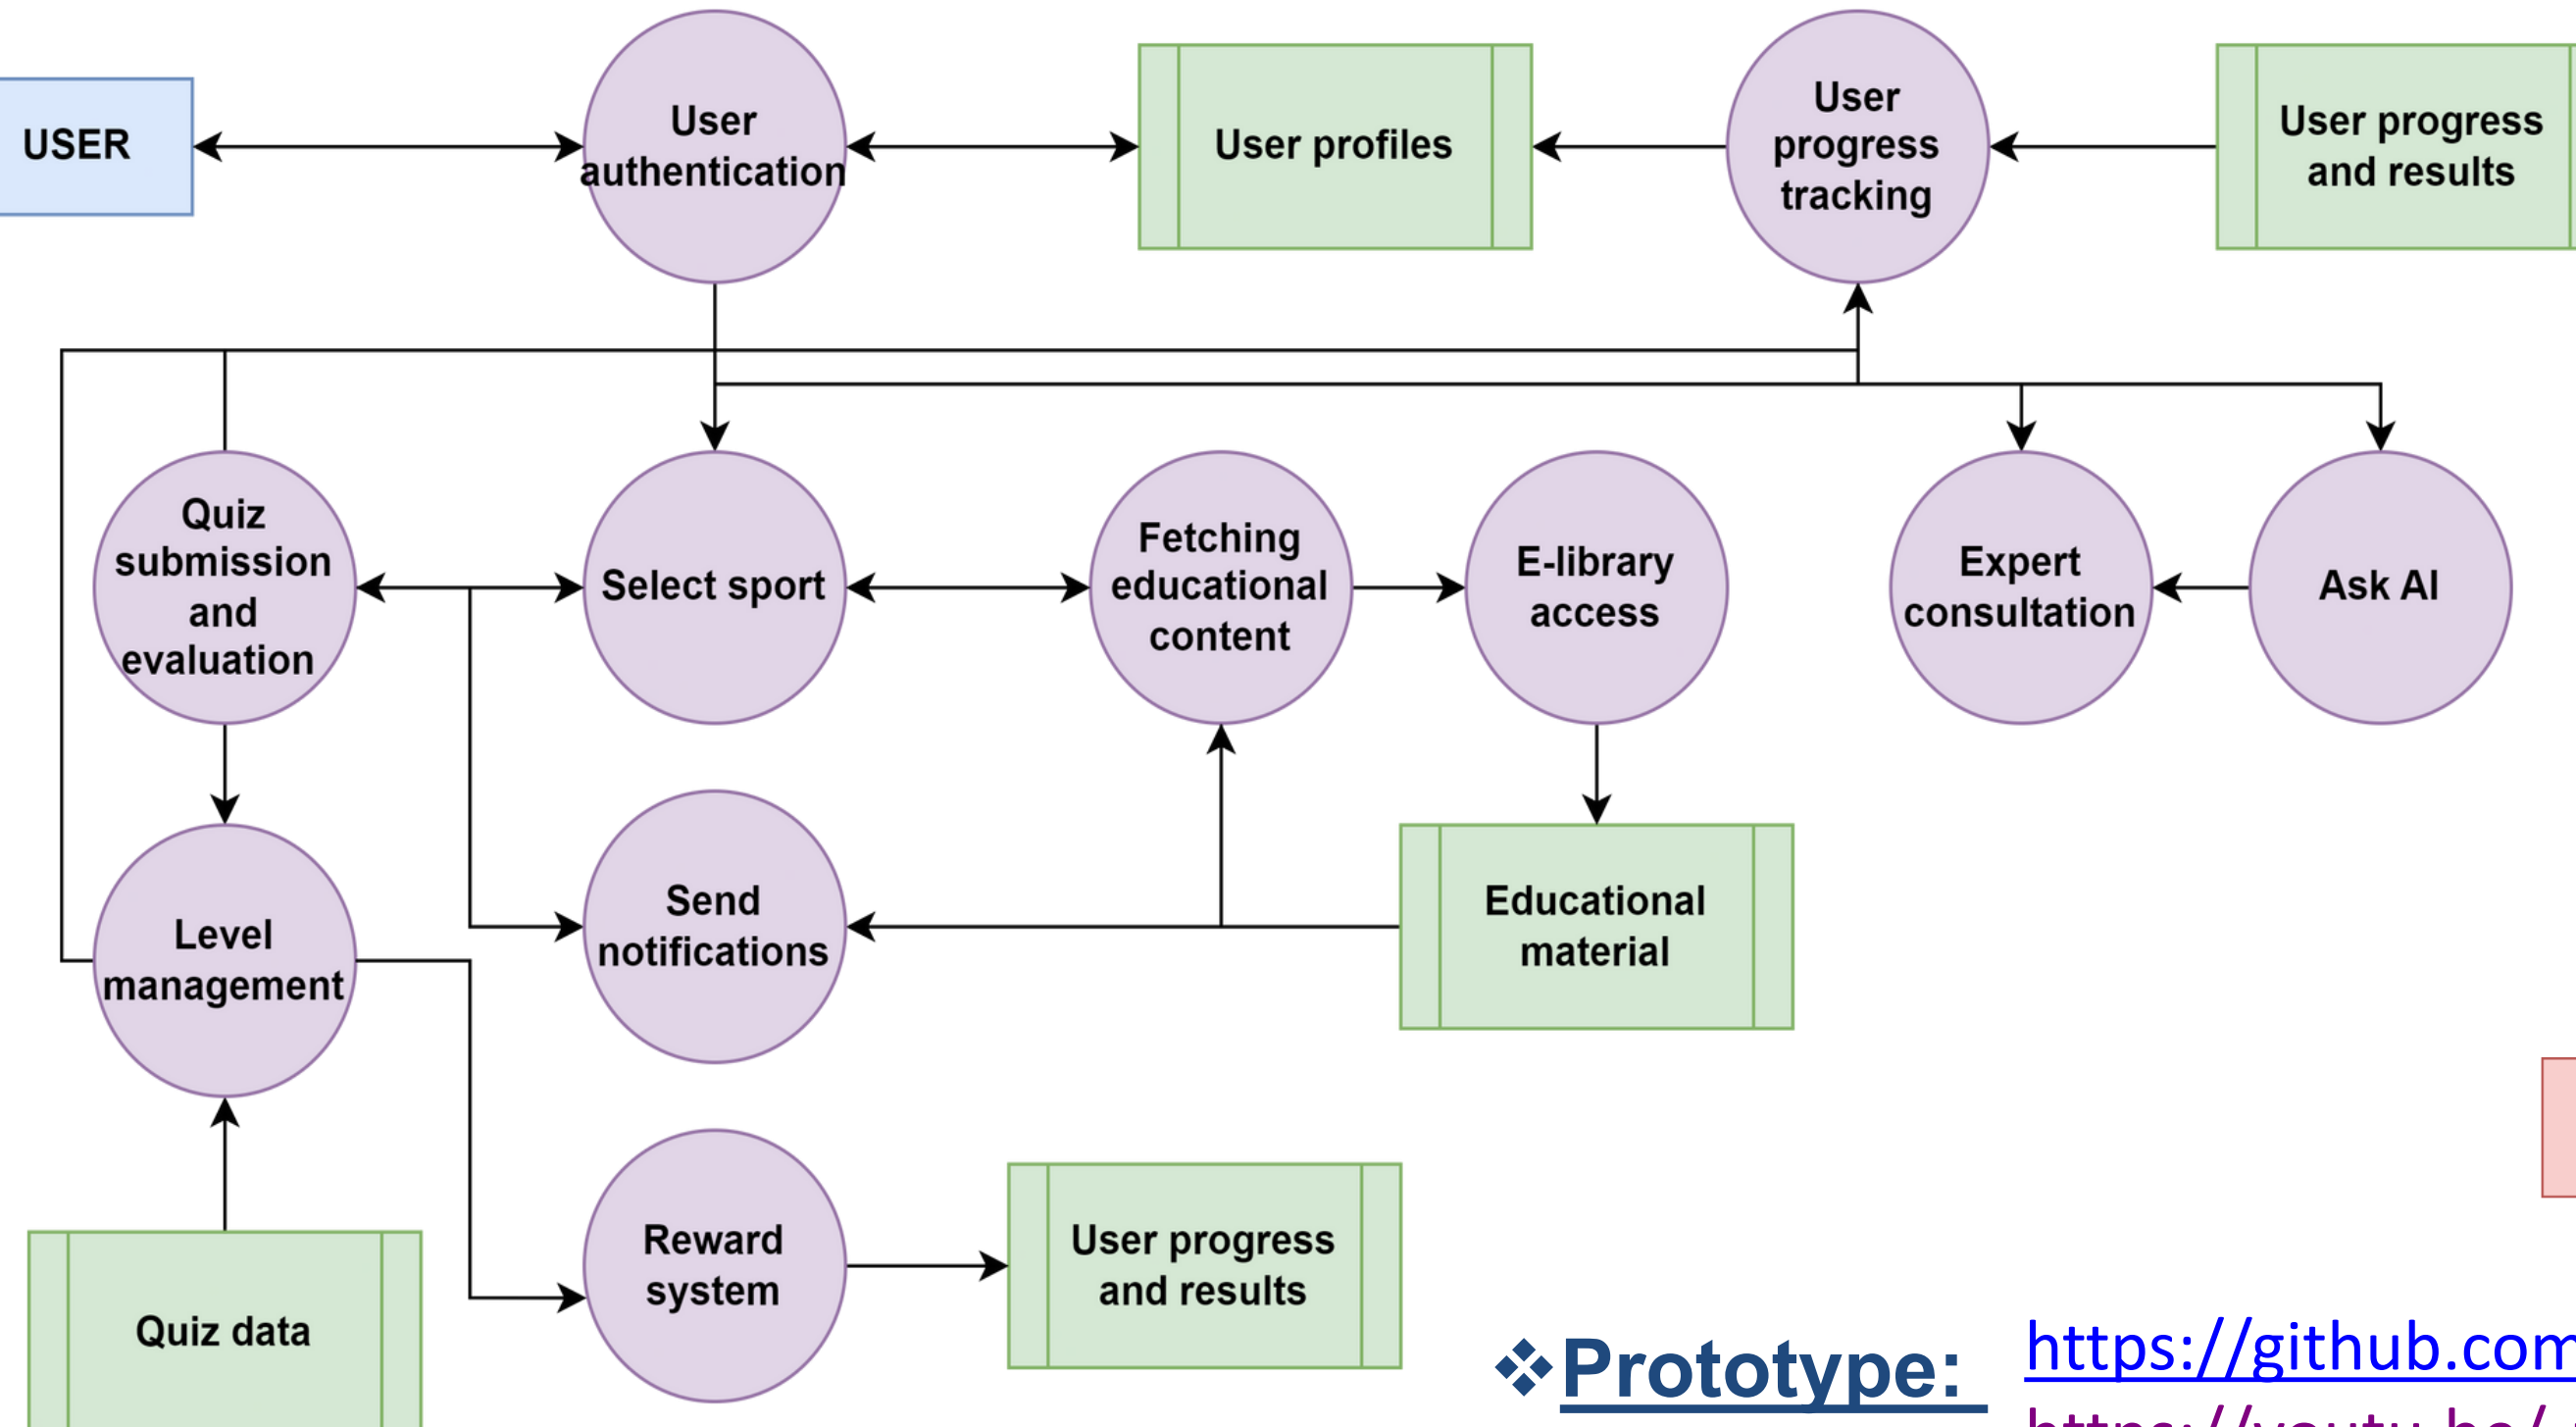 USER
User
authentication
User profiles
User
progress
tracking
User progress
and results
Quiz
submission
and
evaluation
Select sport
Fetching
educational
content
E-library
access
Expert
consultation
Ask AI
Level
management
Send
notifications
Educational
material
Reward
system
User progress
and results
Quiz data
❖Prototype: https://github.com